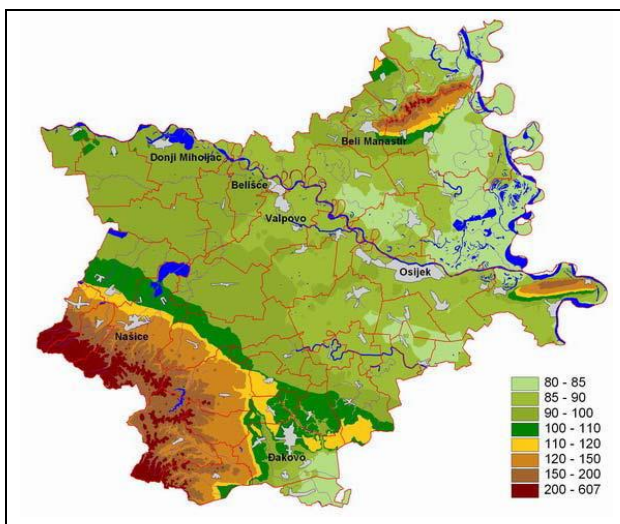 Beli Manastir
Donji Miholjac
Belišće
Valpovo
Osijek
Našice
Đakovo
80 - 85
85 - 90
90 - 100
100 - 110
110 - 120
120 - 150
150 - 200
200 - 607